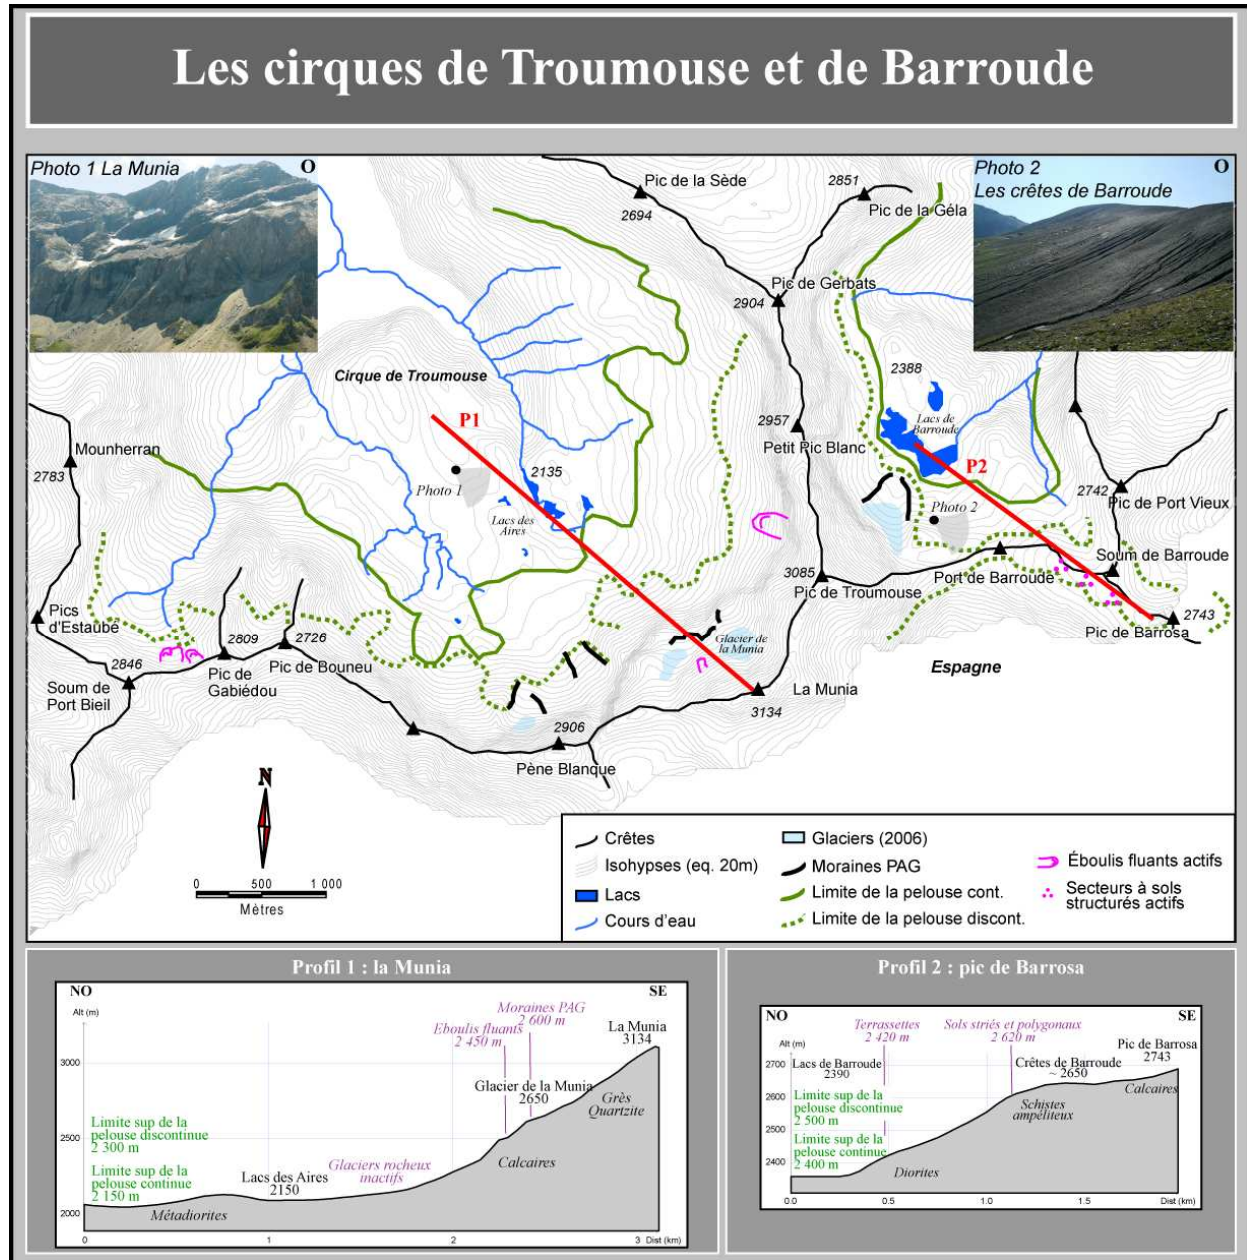 Les cirques de Troumouse et de Barroude
Photo 1 La Munia
O
Photo 2
O
Les crêtes de Barroude
Pic de la Sède
2694
2851
Pic de la Géla
Pic de Gerbats
2904
Cirque de Troumouse
2388
Lacs de
Barroude
P1
P2
2957
Petit Pic Blanc
Mounherran
2783
Photo 1
2135
Lacs des
Aires
Photo 2
2742
Pic de Port Vieux
Soum de Barroude
Port de Barroude
3085
Pic de Troumouse
2743
Pic de Barrosa
Pics
d'Estaubé
2809
2726
2846
Pic de
Gabiédou
Pic de Bouneu
Soum de
Port Bieil
Glacier de
la Munia
Espagne
La Munia
3134
2906
Pène Blanque
N
0 500 1 000
Mètres
Crêtes
Isohypses (eq. 20m)
Lacs
Cours d'eau
Glaciers (2006)
Moraines PAG
Limite de la pelouse cont.
Limite de la pelouse discont.
Éboulis fluants actifs
Secteurs à sols
structurés actifs
Profil 1 : la Munia
NO
SE
Alt (m)
Moraines PAG
2 600 m
Eboulis fluants
2 450 m
La Munia
3134
3000
Glacier de la Munia
2650
Grès
Quartzite
Limite sup de la
pelouse discontinue
2 300 m
2500
Calcaires
Limite sup de la
pelouse continue
2 150 m
Lacs des Aires
2150
Glaciers rocheux
inactifs
2000
Métadiorites
0 1 2 3 Dist (km)
Profil 2 : pic de Barrosa
NO
SE
Alt (m)
Terrassettes
2 420 m
Sols striés et polygonaux
2 620 m
Pic de Barrosa
2743
2700
Lacs de Barroude
2390
Crêtes de Barroude
~ 2650
Calcaires
Limite sup de la
pelouse discontinue
2 500 m
2600
Schistes
ampéliteux
2500
Limite sup de la
pelouse continue
2 400 m
2400
Diorites
0.0 0.5 1.0 1.5 Dist (km)